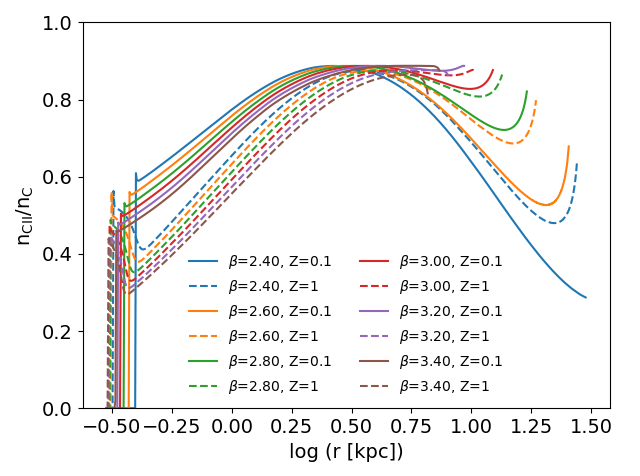 1.0
0.8
0.6
0.4
0.2
0.0
n_CII/n_C
β=2.40, Z=0.1
β=2.40, Z=1
β=2.60, Z=0.1
β=2.60, Z=1
β=2.80, Z=0.1
β=2.80, Z=1
β=3.00, Z=0.1
β=3.00, Z=1
β=3.20, Z=0.1
β=3.20, Z=1
β=3.40, Z=0.1
β=3.40, Z=1
−0.50 −0.25 0.00 0.25 0.50 0.75 1.00 1.25 1.50
log (r [kpc])